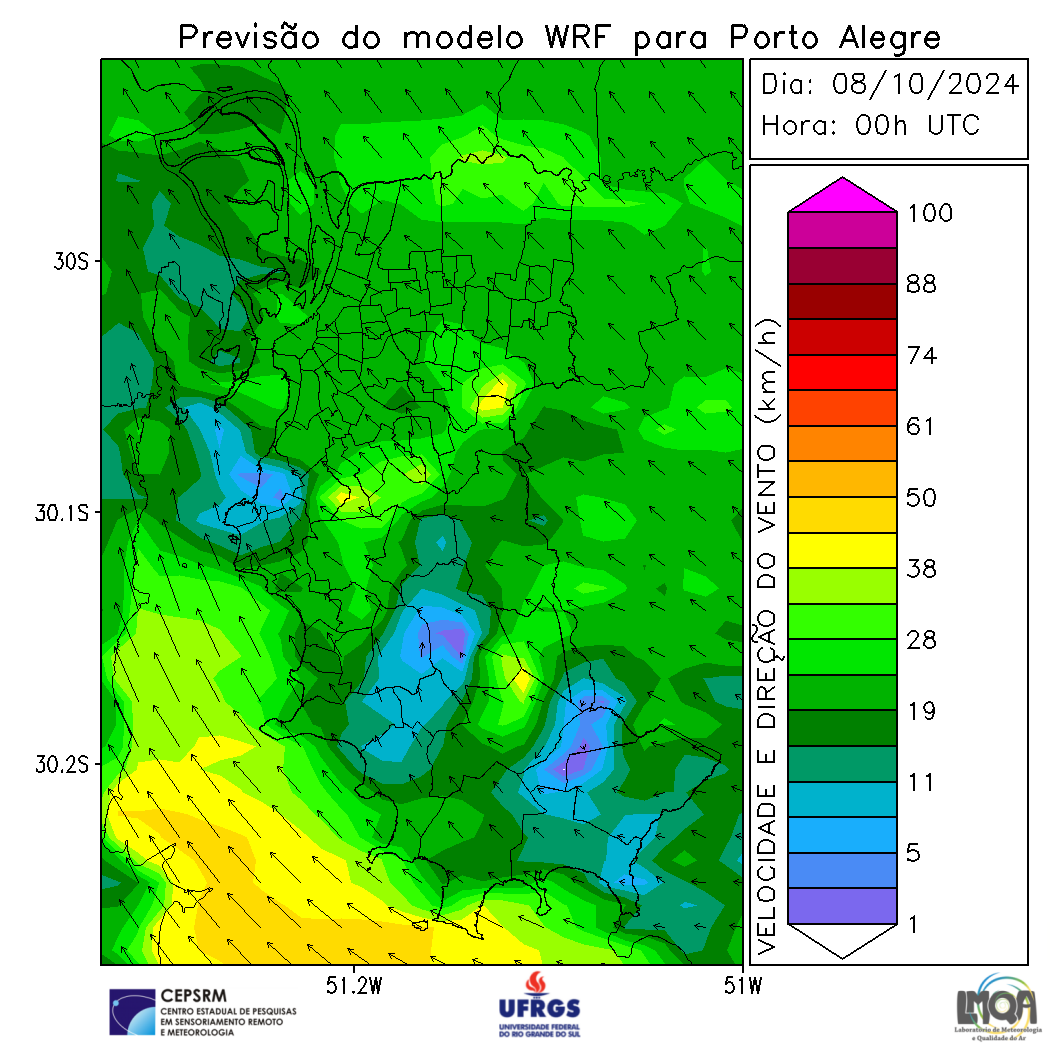 Previsão do modelo WRF para Porto Alegre
Dia: 08/10/2024
Hora: 00h UTC
30S
30.1S
30.2S
51.2W
51W
VELOCIDADE E DIREÇÃO DO VENTO (km/h)
100
88
74
61
50
38
28
19
11
5
1
CEPSRM
CENTRO ESTADUAL DE PESQUISAS
EM SENSORIAMENTO REMOTO
E METEOROLOGIA
UFRGS
UNIVERSIDADE FEDERAL
DO RIO GRANDE DO SUL
LMQA
Laboratório de Meteorologia
e Qualidade do Ar